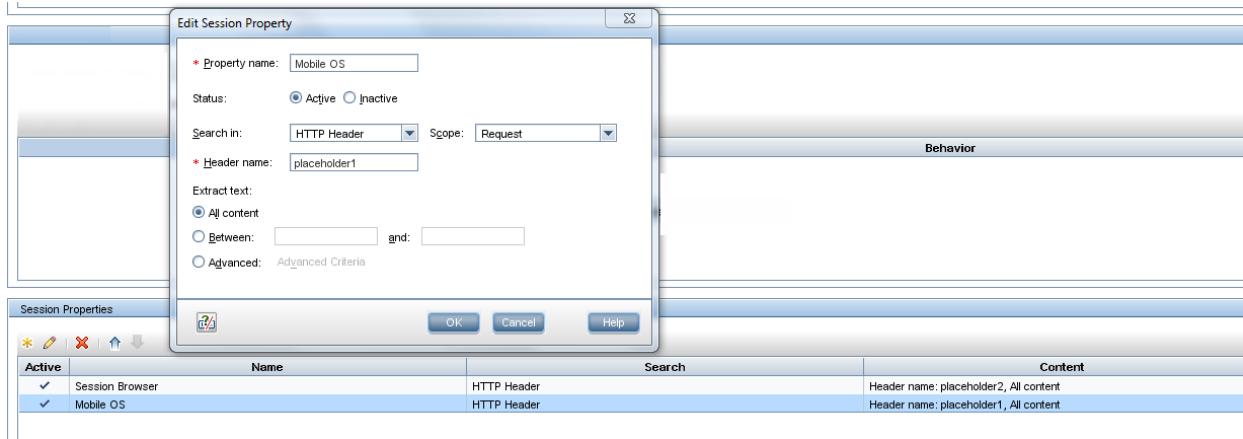 Edit Session Property
* Property name: Mobile OS
Status: Active Inactive
Search in: HTTP Header Scope: Request
* Header name: placeholder1
Extract text:
All content
Between: and:
Advanced: Advanced Criteria
OK Cancel Help
Behavior
Session Properties
Active Name Search Content
Session Browser HTTP Header Header name: placeholder2, All content
Mobile OS HTTP Header Header name: placeholder1, All content